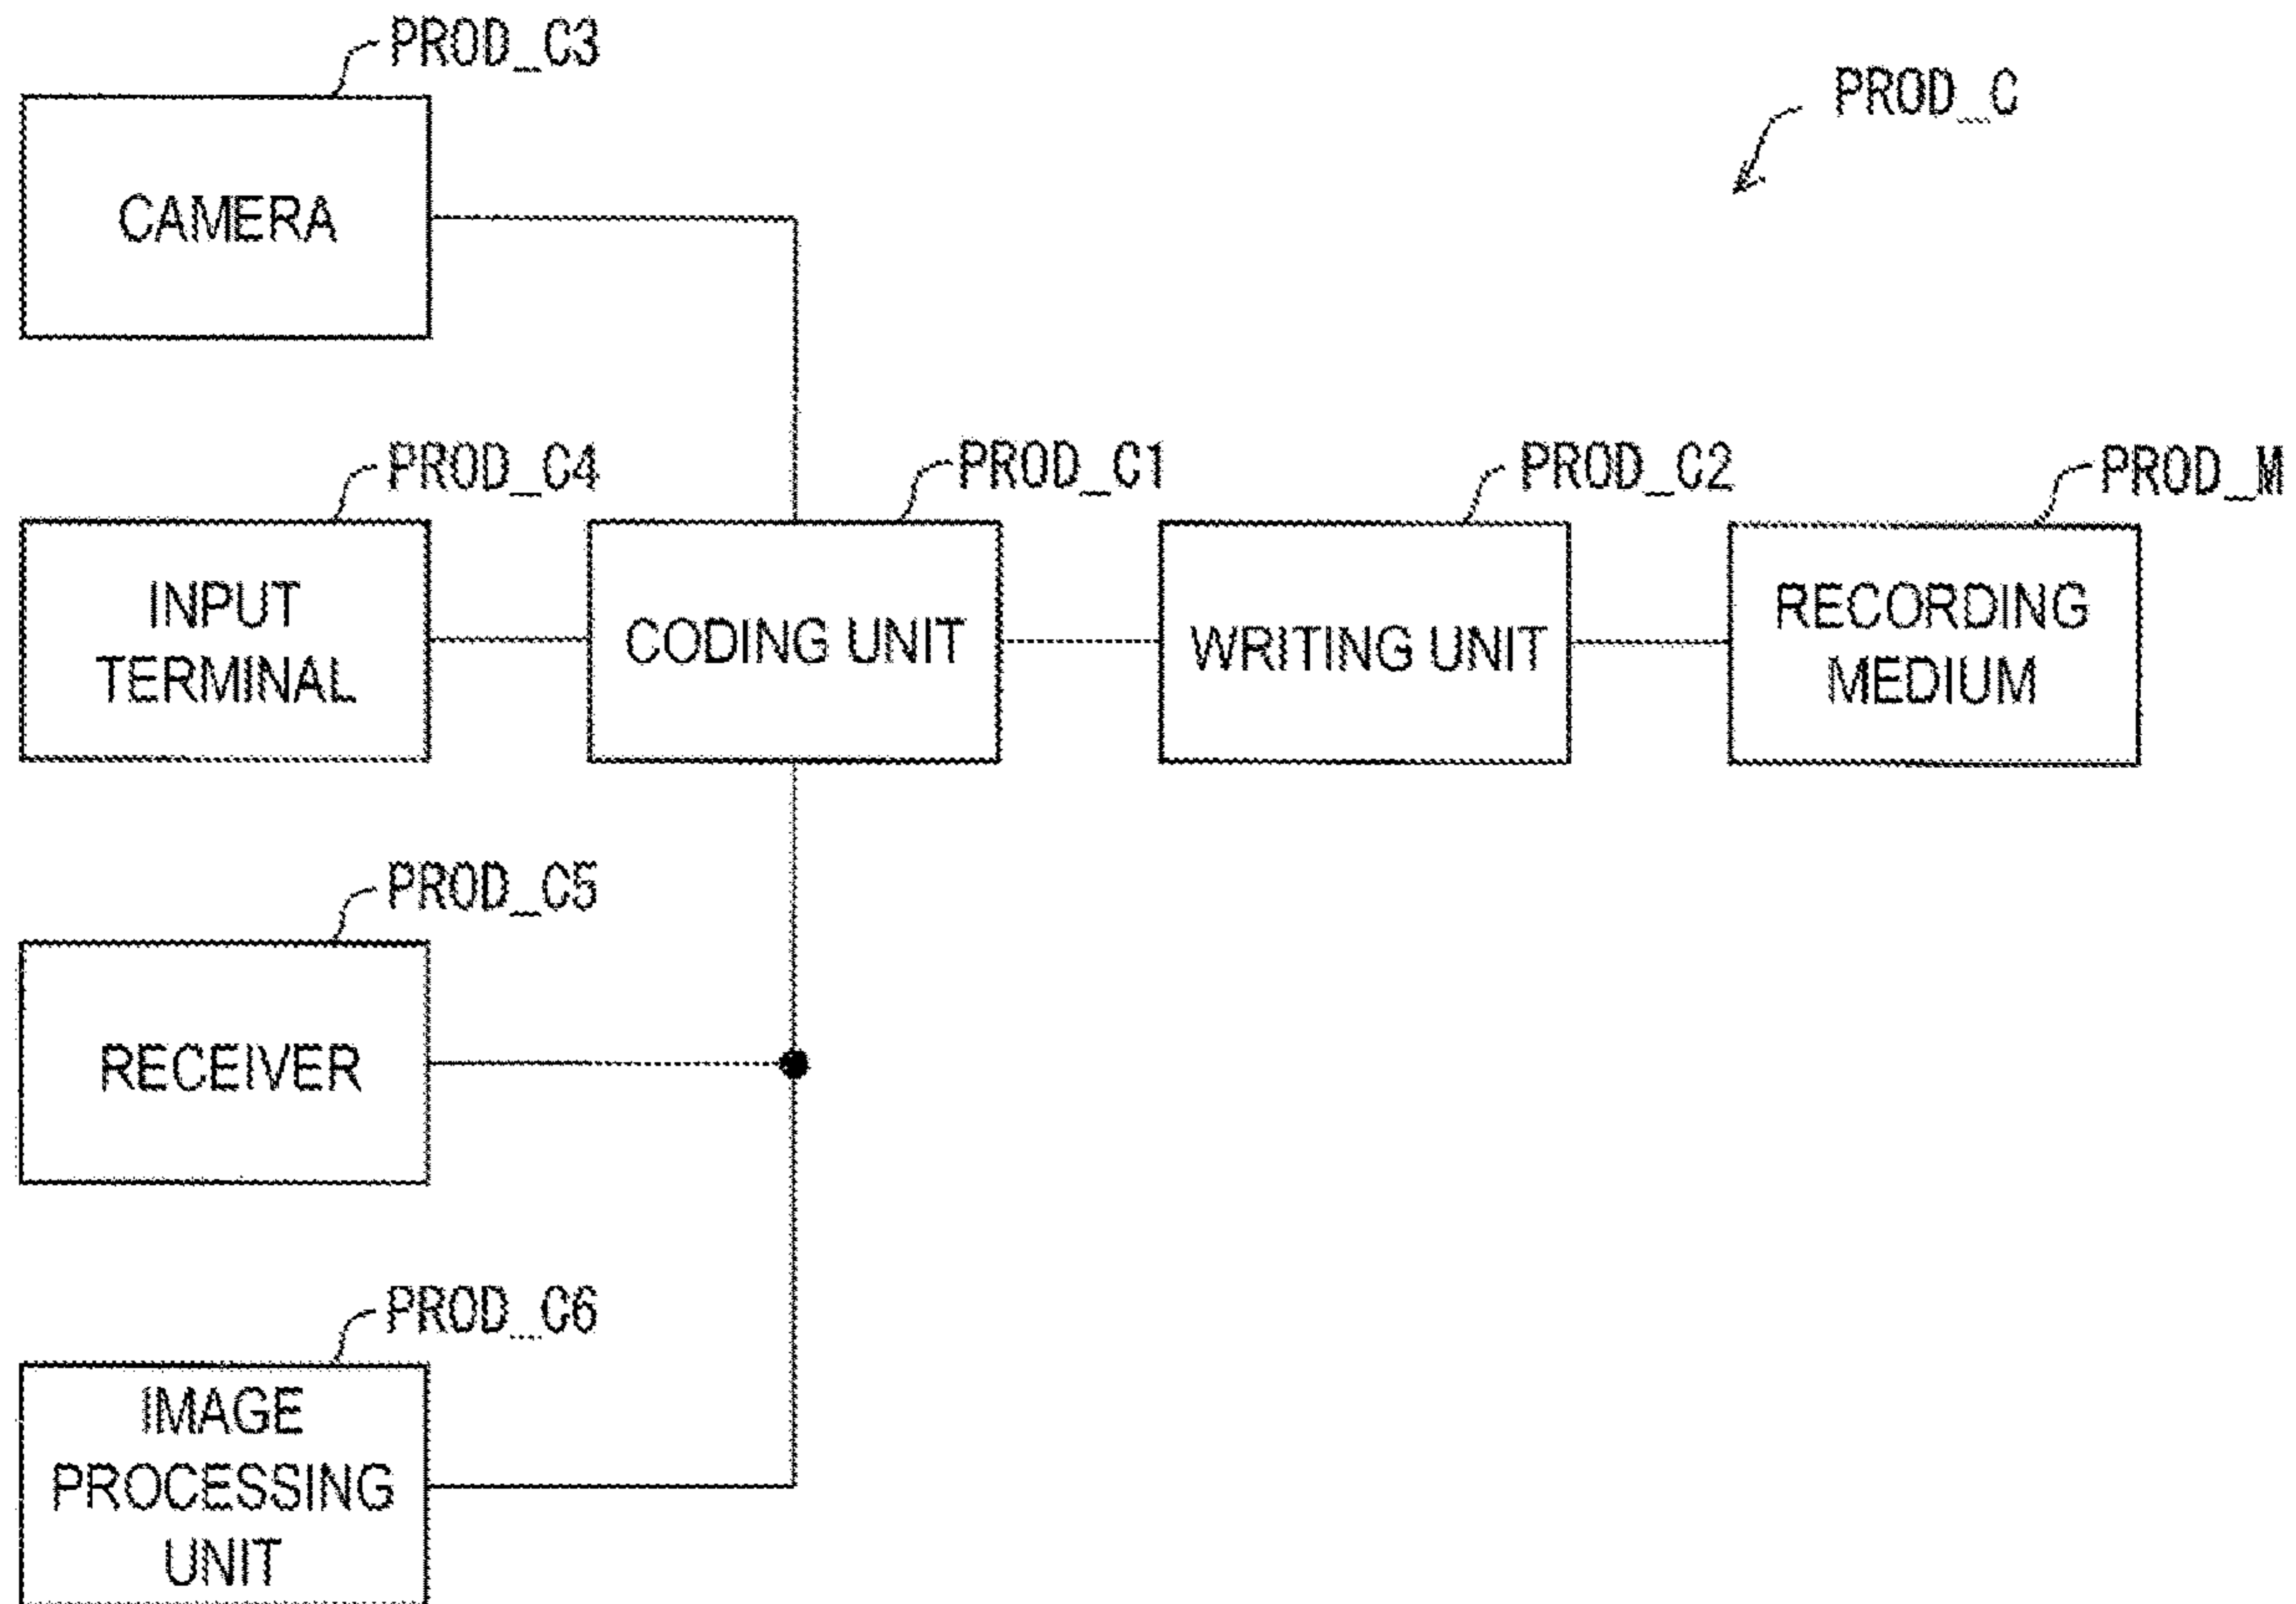 PROD_C3
PROD_C
CAMERA
PROD_C4
PROD_C1
PROD_C2
PROD_M
INPUT
TERMINAL
CODING UNIT
WRITING UNIT
RECORDING
MEDIUM
PROD_C5
RECEIVER
PROD_C6
IMAGE
PROCESSING
UNIT